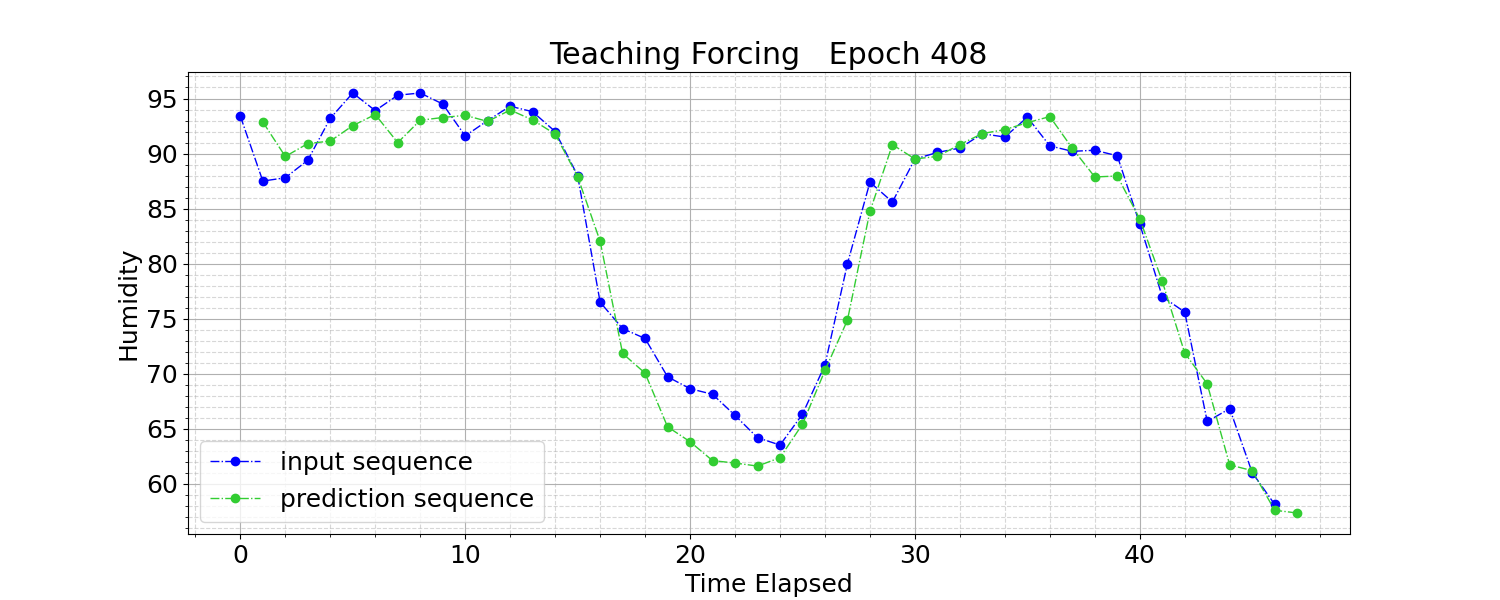 Teaching Forcing   Epoch 408
Humidity
95
90
85
80
75
70
65
60
input sequence
prediction sequence
0 10 20 30 40
Time Elapsed